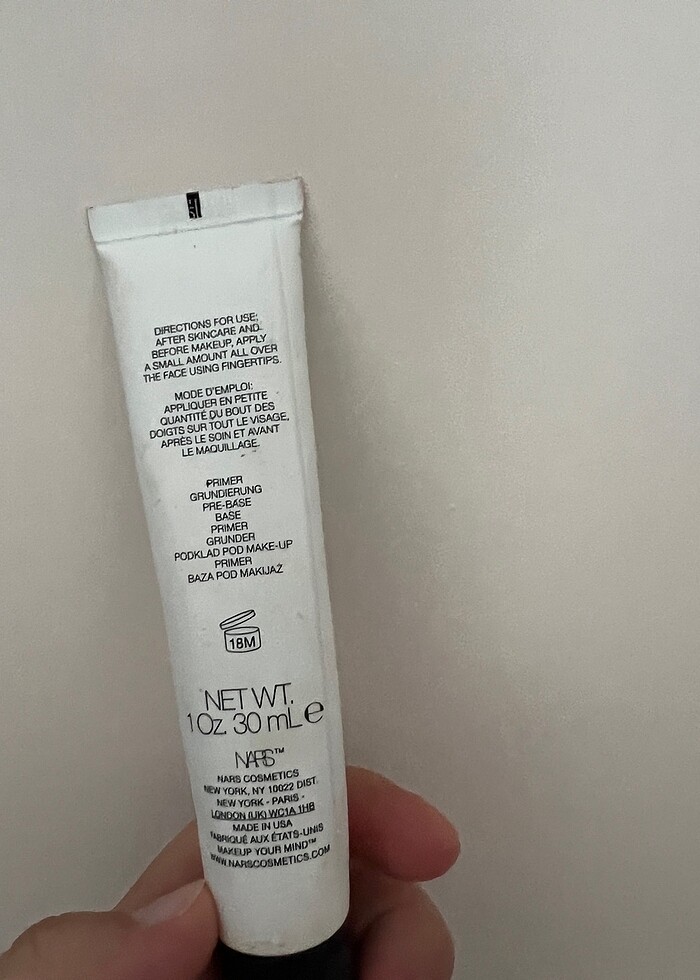 DIRECTIONS FOR USE:
AFTER SKINCARE AND
BEFORE MAKEUP, APPLY
A SMALL AMOUNT ALL OVER
THE FACE USING FINGERTIPS.
MODE D'EMPLOI:
APPLIQUER EN PETITE
QUANTITÉ DU BOUT DES
DOIGTS SUR TOUT LE VISAGE,
APRÈS LE SOIN ET AVANT
LE MAQUILLAGE.
PRIMER
GRUNDIERUNG
PRE-BASE
BASE
PRIMER
GRUNDER
PODKLAD POD MAKE-UP
PRIMER
BAZA POD MAKIJAŻ
18M
NET WT.
1 Oz. 30 mL e
NARS™
NARS COSMETICS
NEW YORK, NY 10022 DIST.
NEW YORK - PARIS -
LONDON (UK) WC1A 1HB
MADE IN USA
FABRIQUÉ AUX ÉTATS-UNIS
MAKEUP YOUR MIND™
WWW.NARSCOSMETICS.COM